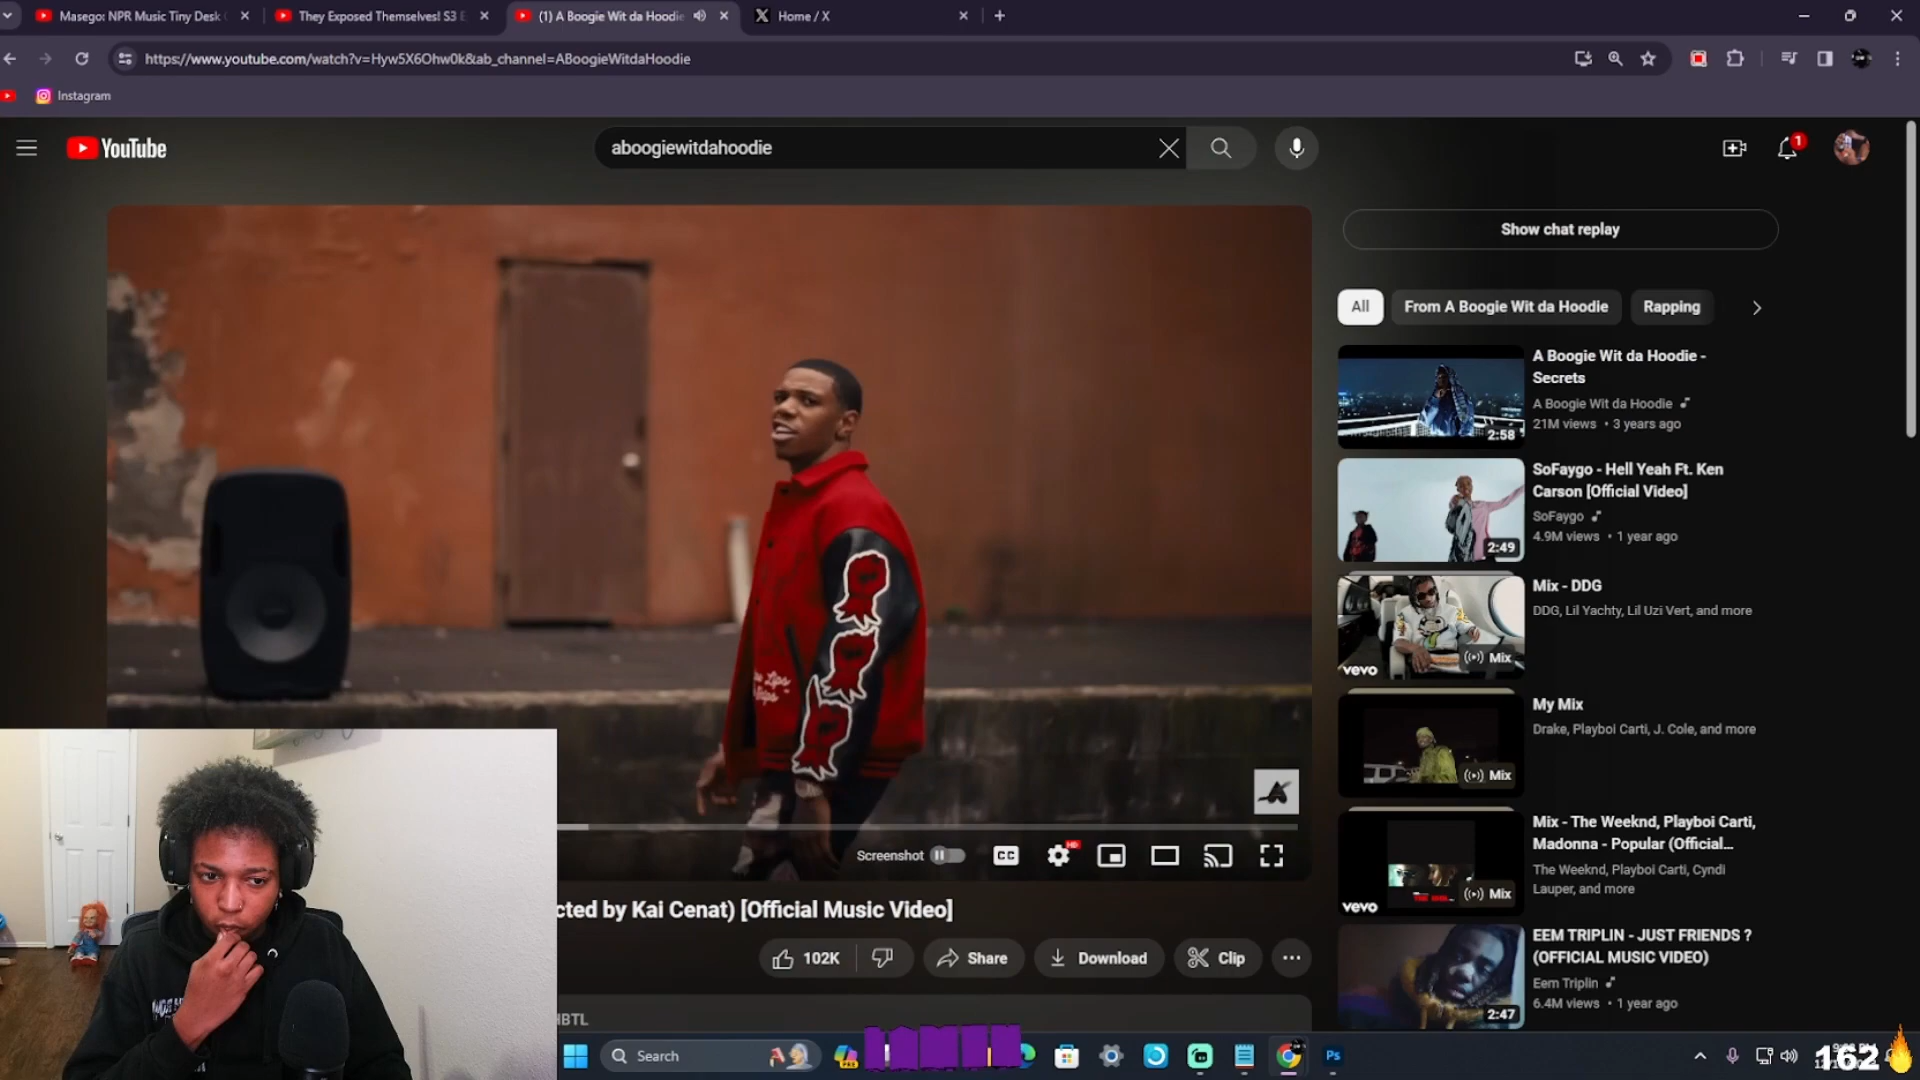 Masego: NPR Music Tiny Desk
They Exposed Themselves! S3 E
(1) A Boogie Wit da Hoodie
Home / X
https://www.youtube.com/watch?v=Hyw5X6Ohw0k&ab_channel=ABoogieWitdaHoodie
Instagram
YouTube
aboogiewitdahoodie
1
Show chat replay
All
From A Boogie Wit da Hoodie
Rapping
A Boogie Wit da Hoodie -
Secrets
A Boogie Wit da Hoodie
21M views • 3 years ago
2:58
SoFaygo - Hell Yeah Ft. Ken
Carson [Official Video]
SoFaygo
4.9M views • 1 year ago
2:49
Mix - DDG
DDG, Lil Yachty, Lil Uzi Vert, and more
vevo
Mix
My Mix
Drake, Playboi Carti, J. Cole, and more
Mix
Mix - The Weeknd, Playboi Carti,
Madonna - Popular (Official...
The Weeknd, Playboi Carti, Cyndi
Lauper, and more
vevo
Mix
EEM TRIPLIN - JUST FRIENDS ?
(OFFICIAL MUSIC VIDEO)
Eem Triplin
6.4M views • 1 year ago
2:47
Screenshot
CC
HD
cted by Kai Cenat) [Official Music Video]
102K
Share
Download
Clip
HBTL
Search
PRE
Ps
162